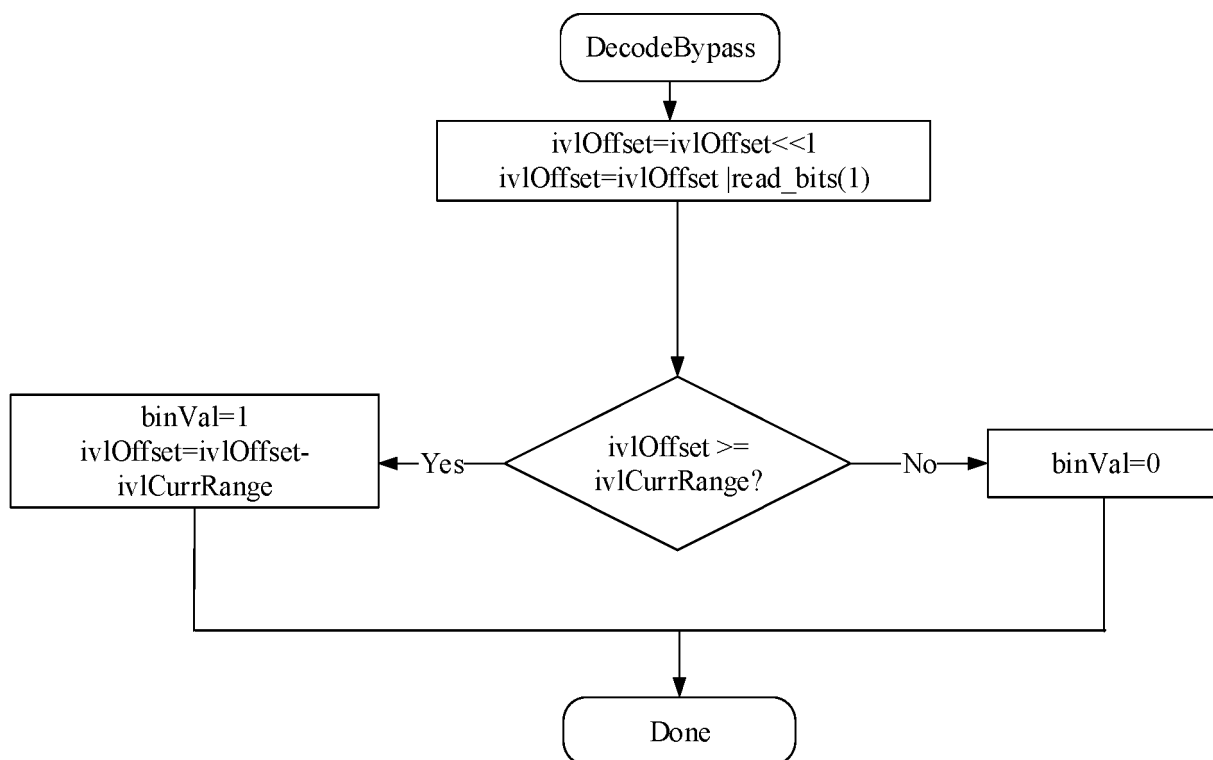 DecodeBypass
ivlOffset=ivlOffset<<1
ivlOffset=ivlOffset |read_bits(1)
binVal=1
ivlOffset=ivlOffset-
ivlCurrRange
Yes
ivlOffset >=
ivlCurrRange?
No
binVal=0
Done